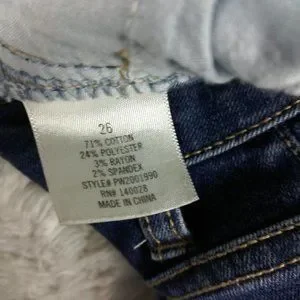 26
71% COTTON
24% POLYESTER
3% RAYON
2% SPANDEX
STYLE# PW2001990
RN# 140028
MADE IN CHINA